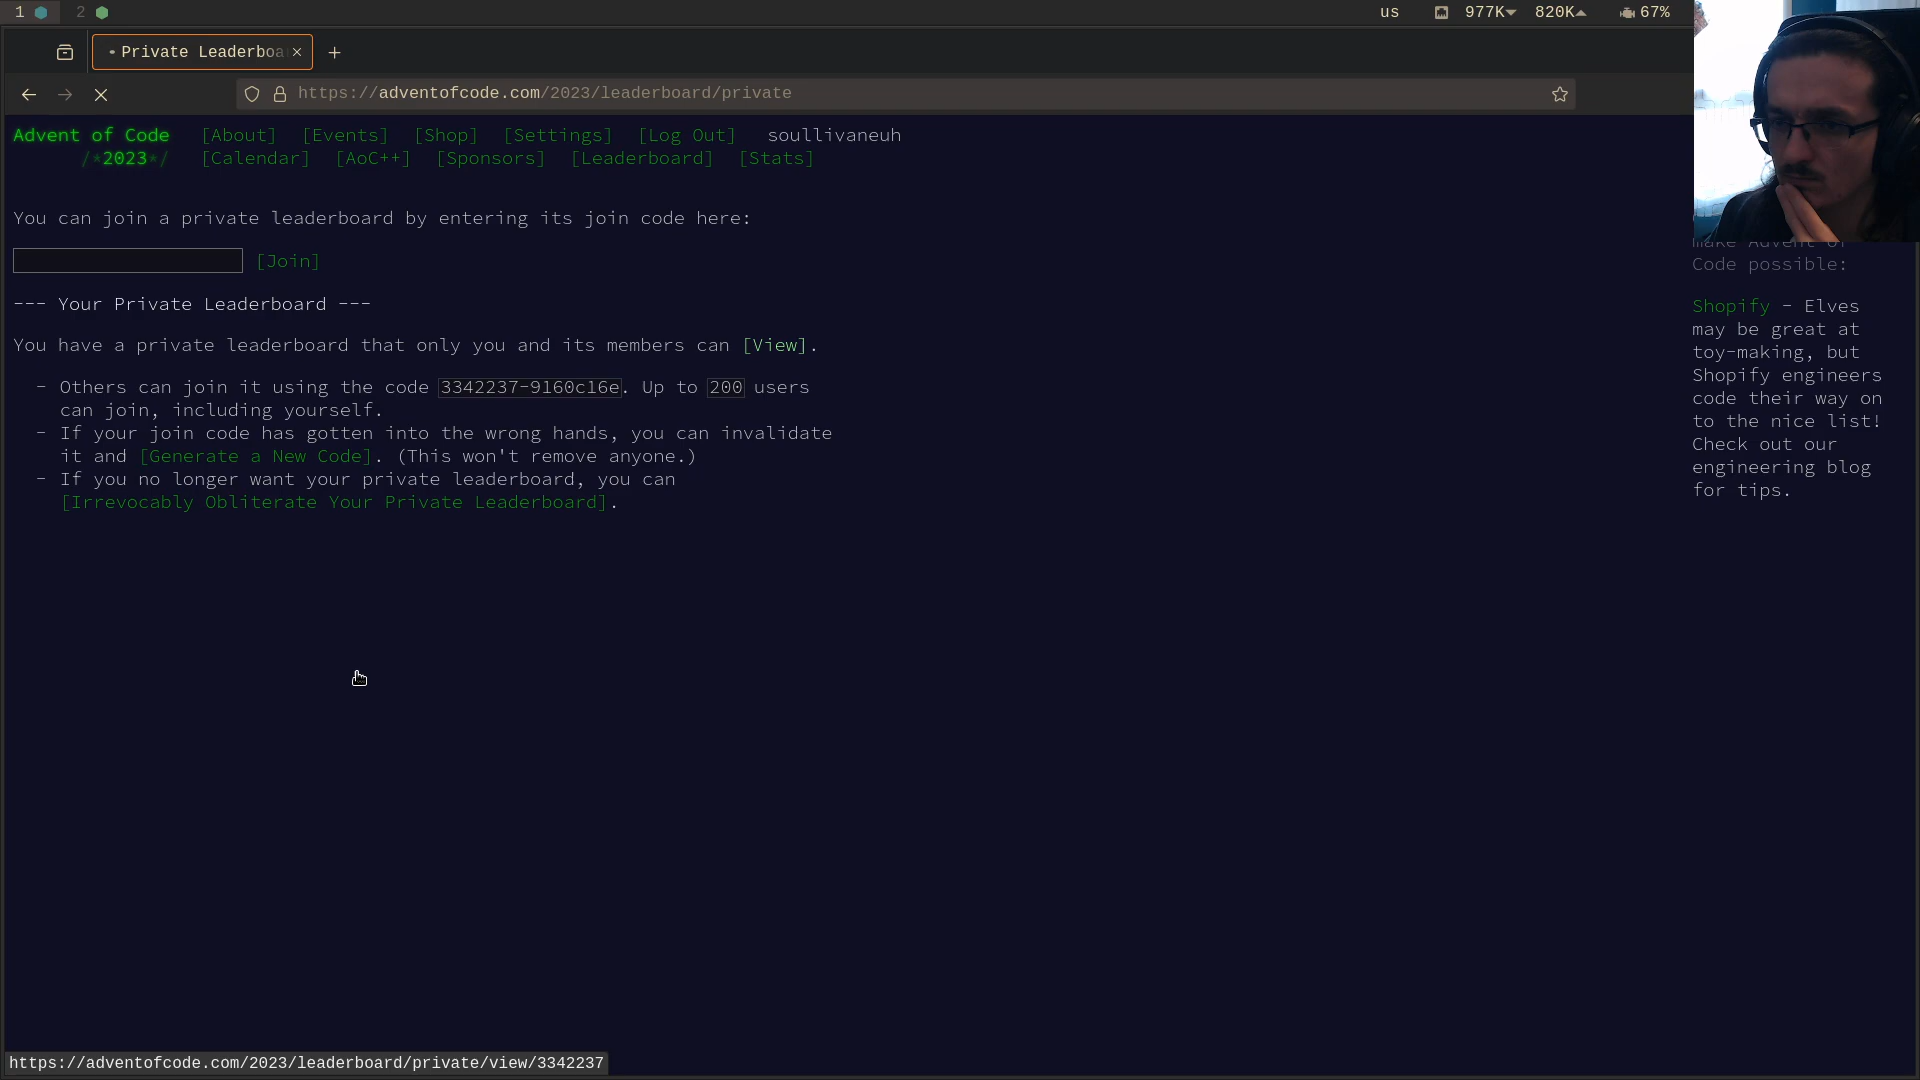 1 2 us 977K 820K 67%
Private Leaderboa
https://adventofcode.com/2023/leaderboard/private
Advent of Code [About] [Events] [Shop] [Settings] [Log Out] soullivaneuh
/*2023*/ [Calendar] [AoC++] [Sponsors] [Leaderboard] [Stats]
You can join a private leaderboard by entering its join code here:
[Join]
--- Your Private Leaderboard ---
You have a private leaderboard that only you and its members can [View].
- Others can join it using the code 3342237-9160c16e. Up to 200 users
can join, including yourself.
- If your join code has gotten into the wrong hands, you can invalidate
it and [Generate a New Code]. (This won't remove anyone.)
- If you no longer want your private leaderboard, you can
[Irrevocably Obliterate Your Private Leaderboard].
make Advent of
Code possible:
Shopify - Elves
may be great at
toy-making, but
Shopify engineers
code their way on
to the nice list!
Check out our
engineering blog
for tips.
https://adventofcode.com/2023/leaderboard/private/view/3342237